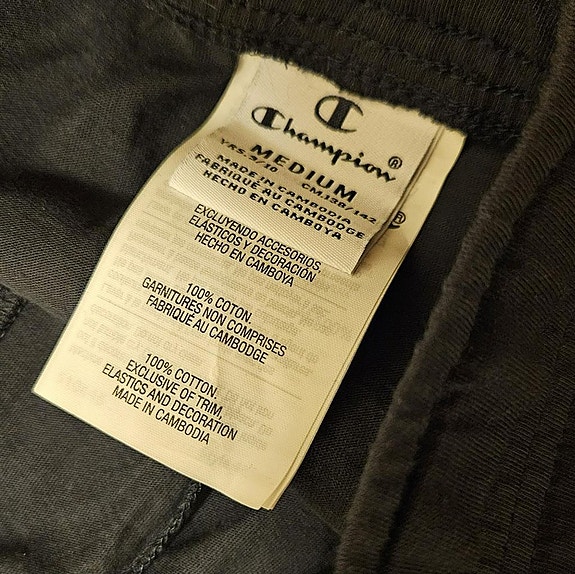 Champion®
MEDIUM
YRS.9/10 CM.138/142
MADE IN CAMBODIA
FABRIQUÉ AU CAMBODGE
HECHO EN CAMBOYA
®
EXCLUYENDO ACCESORIOS,
ELÁSTICOS Y DECORACIÓN
HECHO EN CAMBOYA
100% COTON.
GARNITURES NON COMPRISES
FABRIQUÉ AU CAMBODGE
100% COTTON.
EXCLUSIVE OF TRIM,
ELASTICS AND DECORATION
MADE IN CAMBODIA